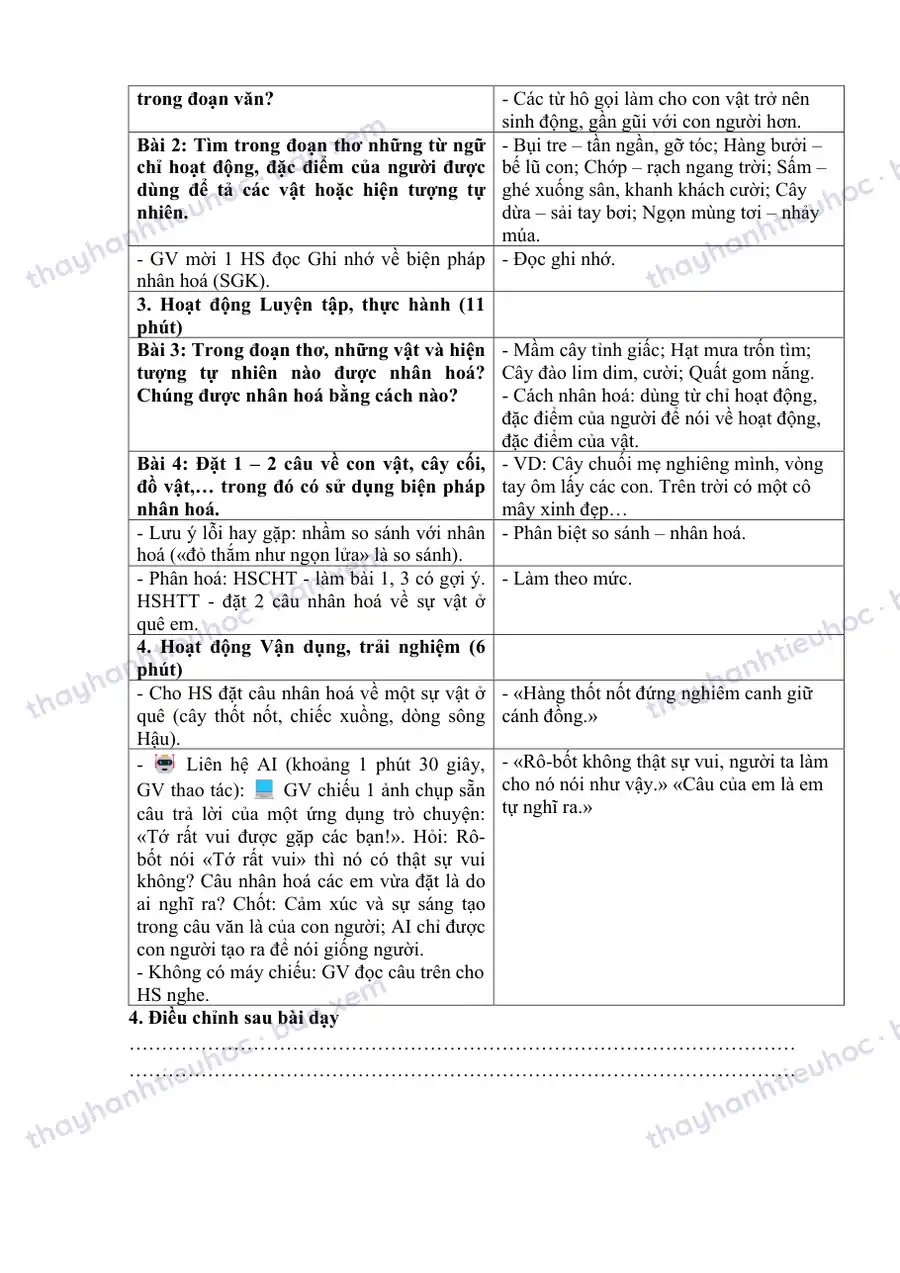 trong đoạn văn?
- Các từ hô gọi làm cho con vật trở nên
sinh động, gần gũi với con người hơn.
Bài 2: Tìm trong đoạn thơ những từ ngữ
chỉ hoạt động, đặc điểm của người được
dùng để tả các vật hoặc hiện tượng tự
nhiên.
- Bụi tre – tần ngần, gỡ tóc; Hàng bưởi –
bế lũ con; Chớp – rạch ngang trời; Sấm –
ghé xuống sân, khanh khách cười; Cây
dừa – sải tay bơi; Ngọn mùng tơi – nhảy
múa.
- GV mời 1 HS đọc Ghi nhớ về biện pháp
nhân hoá (SGK).
- Đọc ghi nhớ.
3. Hoạt động Luyện tập, thực hành (11
phút)
Bài 3: Trong đoạn thơ, những vật và hiện
tượng tự nhiên nào được nhân hoá?
Chúng được nhân hoá bằng cách nào?
- Mầm cây tỉnh giấc; Hạt mưa trốn tìm;
Cây đào lim dim, cười; Quất gom nắng.
- Cách nhân hoá: dùng từ chỉ hoạt động,
đặc điểm của người để nói về hoạt động,
đặc điểm của vật.
Bài 4: Đặt 1 – 2 câu về con vật, cây cối,
đồ vật,… trong đó có sử dụng biện pháp
nhân hoá.
- VD: Cây chuối mẹ nghiêng mình, vòng
tay ôm lấy các con. Trên trời có một cô
mây xinh đẹp…
- Lưu ý lỗi hay gặp: nhầm so sánh với nhân
hoá («đỏ thắm như ngọn lửa» là so sánh).
- Phân biệt so sánh – nhân hoá.
- Phân hoá: HSCHT - làm bài 1, 3 có gợi ý.
HSHTT - đặt 2 câu nhân hoá về sự vật ở
quê em.
- Làm theo mức.
4. Hoạt động Vận dụng, trải nghiệm (6
phút)
- Cho HS đặt câu nhân hoá về một sự vật ở
quê (cây thốt nốt, chiếc xuồng, dòng sông
Hậu).
- «Hàng thốt nốt đứng nghiêm canh giữ
cánh đồng.»
- Liên hệ AI (khoảng 1 phút 30 giây,
GV thao tác): GV chiếu 1 ảnh chụp sẵn
câu trả lời của một ứng dụng trò chuyện:
«Tớ rất vui được gặp các bạn!». Hỏi: Rô-
bốt nói «Tớ rất vui» thì nó có thật sự vui
không? Câu nhân hoá các em vừa đặt là do
ai nghĩ ra? Chốt: Cảm xúc và sự sáng tạo
trong câu văn là của con người; AI chỉ được
con người tạo ra để nói giống người.
- Không có máy chiếu: GV đọc câu trên cho
HS nghe.
- «Rô-bốt không thật sự vui, người ta làm
cho nó nói như vậy.» «Câu của em là em
tự nghĩ ra.»
4. Điều chỉnh sau bài dạy
thayhanhtieuhoc · bản xem
thayhanhtieuhoc · b
thayhanhtieuhoc · bản xem
thayhanhtieuhoc · b
thayhanhtieuhoc · bản xem
thayhanhtieuhoc · b